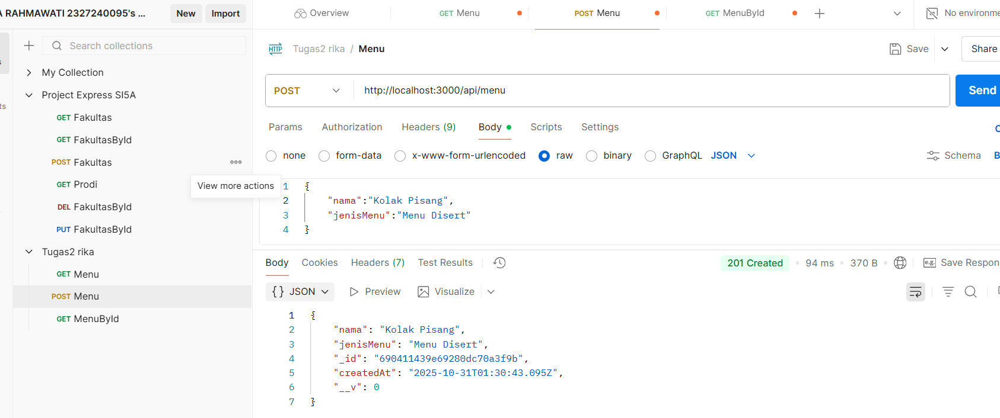 A RAHMAWATI 2327240095's ...
New
Import
Overview
GET Menu
POST Menu
GET MenuById
No environme
Search collections
My Collection
Project Express SI5A
GET Fakultas
GET FakultasById
POST Fakultas
GET Prodi
DEL FakultasById
PUT FakultasById
Tugas2 rika
GET Menu
POST Menu
GET MenuById
View more actions
s
ts
HTTP Tugas2 rika / Menu
Save
Share
POST
http://localhost:3000/api/menu
Send
Params Authorization Headers (9) Body Scripts Settings
C
none form-data x-www-form-urlencoded raw binary GraphQL JSON
Schema
B
1 {
2 "nama":"Kolak Pisang",
3 "jenisMenu":"Menu Disert"
4 }
Body Cookies Headers (7) Test Results
201 Created 94 ms 370 B
e.g. Save Respon
{} JSON Preview Visualize
1 {
2 "nama": "Kolak Pisang",
3 "jenisMenu": "Menu Disert",
4 "_id": "690411439e69280dc70a3f9b",
5 "createdAt": "2025-10-31T01:30:43.095Z",
6 "__v": 0
7 }